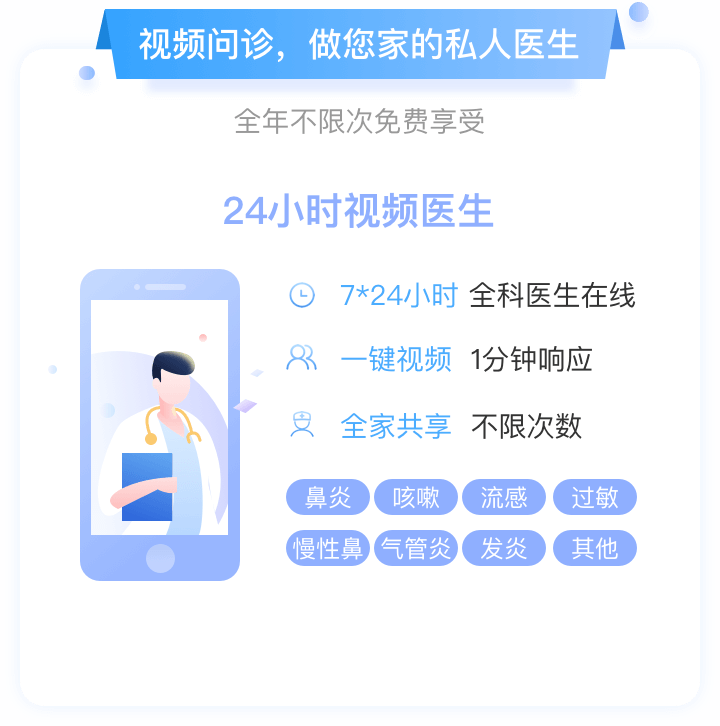 视频问诊，做您家的私人医生
全年不限次免费享受
24小时视频医生
7*24小时 全科医生在线
一键视频 1分钟响应
全家共享 不限次数
鼻炎 咳嗽 流感 过敏
慢性鼻 气管炎 发炎 其他